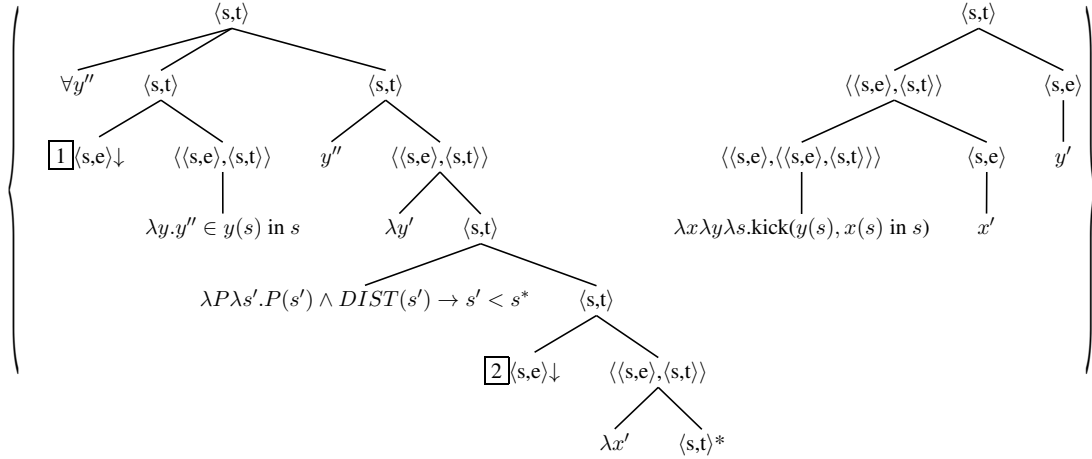 ⟨s,t⟩ ⟨s,t⟩
∀y″ ⟨s,t⟩ ⟨s,t⟩ ⟨⟨s,e⟩,⟨s,t⟩⟩ ⟨s,e⟩
1 ⟨s,e⟩↓ ⟨⟨s,e⟩,⟨s,t⟩⟩ y″ ⟨⟨s,e⟩,⟨s,t⟩⟩ ⟨⟨s,e⟩,⟨⟨s,e⟩,⟨s,t⟩⟩⟩ ⟨s,e⟩ y′
λy.y″ ∈ y(s) in s λy′ ⟨s,t⟩ λxλyλs.kick(y(s), x(s) in s) x′
λPλs′.P(s′) ∧ DIST(s′) → s′ < s* ⟨s,t⟩
2 ⟨s,e⟩↓ ⟨⟨s,e⟩,⟨s,t⟩⟩
λx′ ⟨s,t⟩*